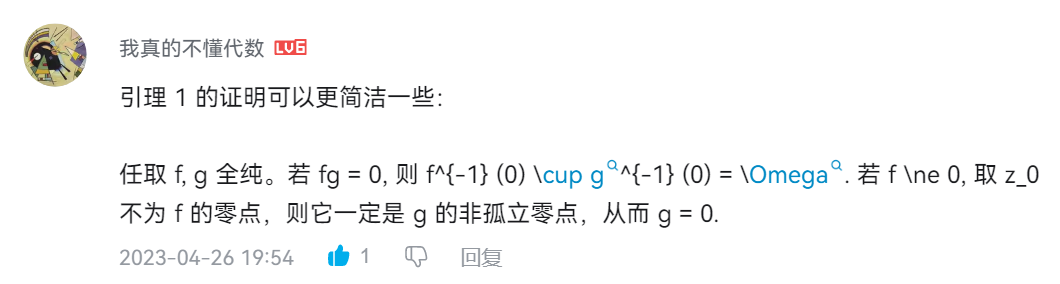 我真的不懂代数 LV6
引理 1 的证明可以更简洁一些：
任取 f, g 全纯。若 fg = 0, 则 f^{-1} (0) \cup g^{-1} (0) = \Omega. 若 f \ne 0, 取 z_0
不为 f 的零点，则它一定是 g 的非孤立零点，从而 g = 0.
2023-04-26 19:54 1 回复